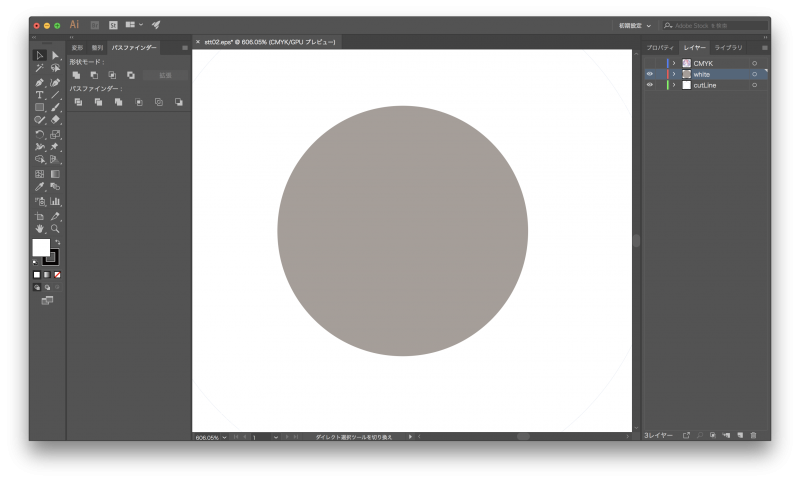 Ai
Br
St
初期設定
Adobe Stock を検索
変形
整列
パスファインダー
× stt02.eps* @ 606.05% (CMYK/GPU プレビュー)
プロパティ
レイヤー
ライブラリ
形状モード :
拡張
パスファインダー :
CMYK
white
cutLine
606.05%
1
ダイレクト選択ツールを切り換え
3レイヤー